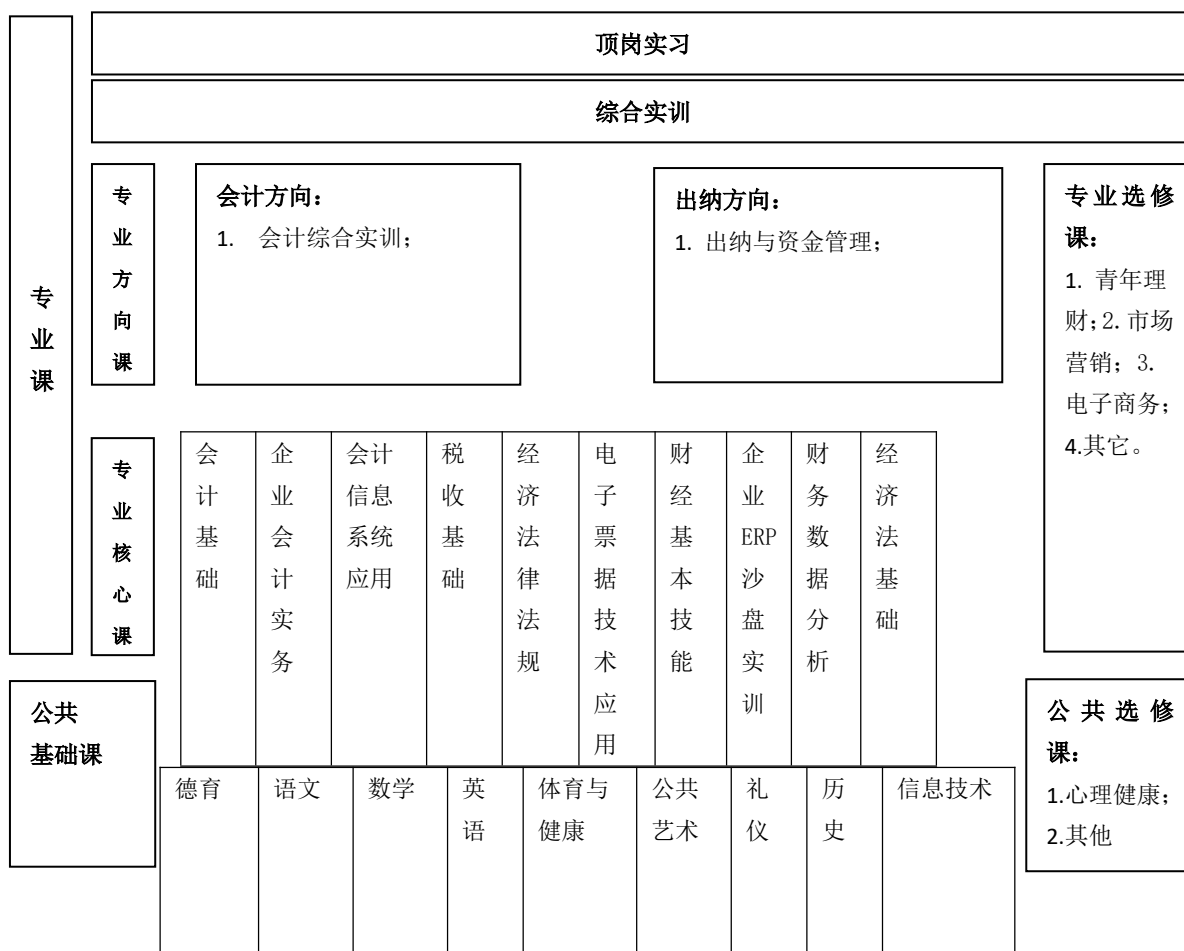 顶岗实习
综合实训
专业课
专业方向课
会计方向：
1. 会计综合实训；
出纳方向：
1. 出纳与资金管理；
专业选修
课：
1. 青年理
财；2. 市场
营销；3.
电子商务；
4.其它。
专业核心课
会计基础
企业会计实务
会计
信息
系统
应用
税收基础
经济法律法规
电子票据技术应用
财经基本技能
企业ERP沙盘实训
财务数据分析
经济法基础
公共
基础课
德育
语文
数学
英语
体育与
健康
公共
艺术
礼仪
历史
信息技术
公共选修
课：
1.心理健康；
2.其他